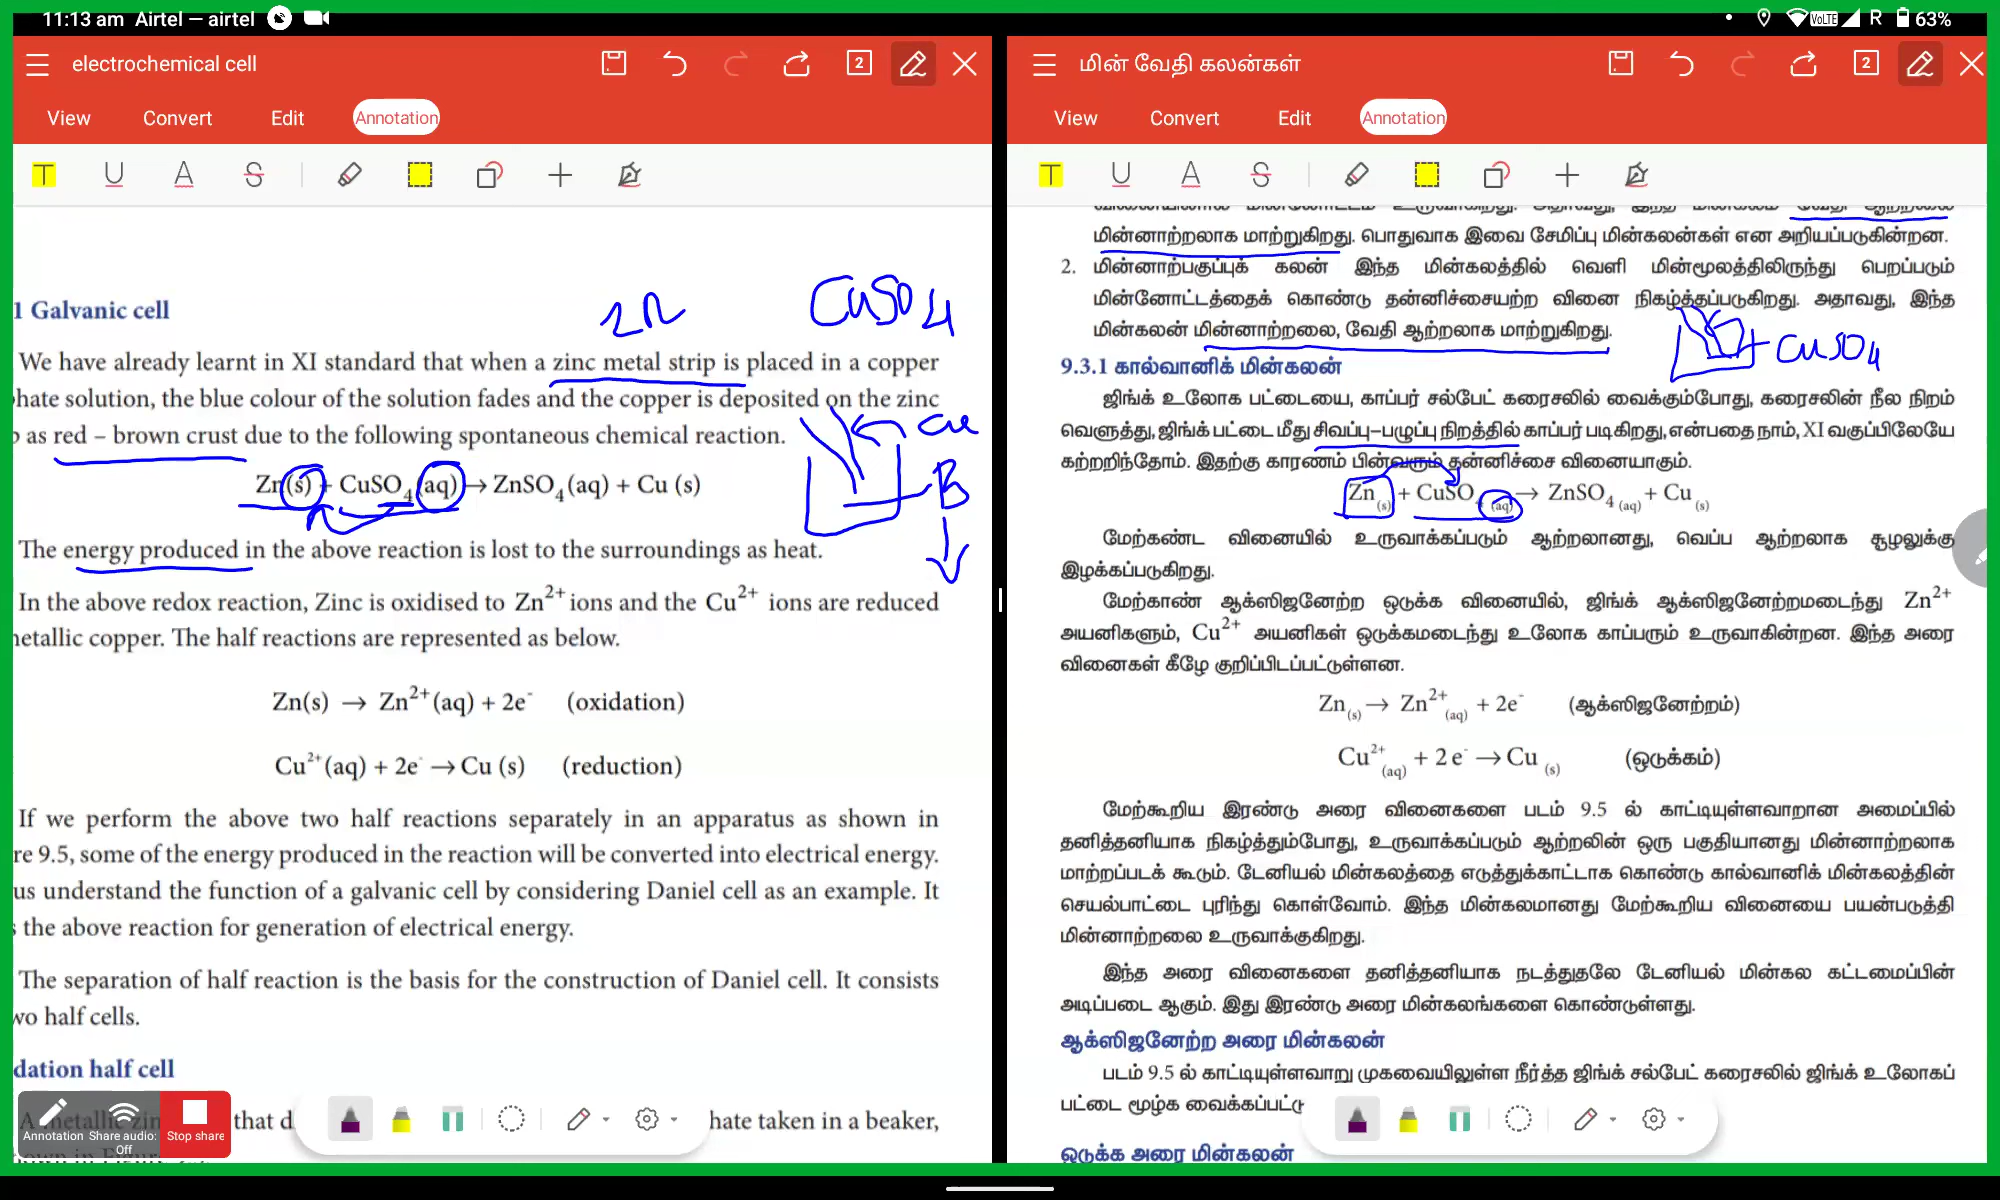 11:13 am Airtel — airtel
VoLTE R 63%
electrochemical cell
2
View Convert Edit Annotation
1 Galvanic cell
Zn CuSO4
We have already learnt in XI standard that when a zinc metal strip is placed in a copper
hate solution, the blue colour of the solution fades and the copper is deposited on the zinc
as red – brown crust due to the following spontaneous chemical reaction.
Cu
Zn(s) + CuSO₄(aq) → ZnSO₄(aq) + Cu (s)
B
The energy produced in the above reaction is lost to the surroundings as heat.
In the above redox reaction, Zinc is oxidised to Zn²⁺ ions and the Cu²⁺ ions are reduced
etallic copper. The half reactions are represented as below.
Zn(s) → Zn²⁺(aq) + 2e⁻ (oxidation)
Cu²⁺(aq) + 2e⁻ → Cu (s) (reduction)
If we perform the above two half reactions separately in an apparatus as shown in
re 9.5, some of the energy produced in the reaction will be converted into electrical energy.
us understand the function of a galvanic cell by considering Daniel cell as an example. It
s the above reaction for generation of electrical energy.
The separation of half reaction is the basis for the construction of Daniel cell. It consists
wo half cells.
dation half cell
that d hate taken in a beaker,
Annotation Share audio: Off Stop share
மின் வேதி கலன்கள்
2
View Convert Edit Annotation
மின்னாற்றலாக மாற்றுகிறது. பொதுவாக இவை சேமிப்பு மின்கலன்கள் என அறியப்படுகின்றன.
2. மின்னாற்பகுப்புக் கலன் இந்த மின்கலத்தில் வெளி மின்மூலத்திலிருந்து பெறப்படும்
மின்னோட்டத்தைக் கொண்டு தன்னிச்சையற்ற வினை நிகழ்த்தப்படுகிறது. அதாவது, இந்த
மின்கலன் மின்னாற்றலை, வேதி ஆற்றலாக மாற்றுகிறது.
CuSO4
9.3.1 கால்வானிக் மின்கலன்
ஜிங்க் உலோக பட்டையை, காப்பர் சல்பேட் கரைசலில் வைக்கும்போது, கரைசலின் நீல நிறம்
வெளுத்து, ஜிங்க் பட்டை மீது சிவப்பு–பழுப்பு நிறத்தில் காப்பர் படிகிறது, என்பதை நாம், XI வகுப்பிலேயே
கற்றறிந்தோம். இதற்கு காரணம் பின்வரும் தன்னிச்சை வினையாகும்.
Zn(s) + CuSO₄(aq) → ZnSO₄(aq) + Cu(s)
மேற்கண்ட வினையில் உருவாக்கப்படும் ஆற்றலானது, வெப்ப ஆற்றலாக சூழலுக்கு
இழக்கப்படுகிறது.
மேற்காண் ஆக்ஸிஜனேற்ற ஒடுக்க வினையில், ஜிங்க் ஆக்ஸிஜனேற்றமடைந்து Zn²⁺
அயனிகளும், Cu²⁺ அயனிகள் ஒடுக்கமடைந்து உலோக காப்பரும் உருவாகின்றன. இந்த அரை
வினைகள் கீழே குறிப்பிடப்பட்டுள்ளன.
Zn(s) → Zn²⁺(aq) + 2e⁻ (ஆக்ஸிஜனேற்றம்)
Cu²⁺(aq) + 2e⁻ → Cu(s) (ஒடுக்கம்)
மேற்கூறிய இரண்டு அரை வினைகளை படம் 9.5 ல் காட்டியுள்ளவாறான அமைப்பில்
தனித்தனியாக நிகழ்த்தும்போது, உருவாக்கப்படும் ஆற்றலின் ஒரு பகுதியானது மின்னாற்றலாக
மாற்றப்படக் கூடும். டேனியல் மின்கலத்தை எடுத்துக்காட்டாக கொண்டு கால்வானிக் மின்கலத்தின்
செயல்பாட்டை புரிந்து கொள்வோம். இந்த மின்கலமானது மேற்கூறிய வினையை பயன்படுத்தி
மின்னாற்றலை உருவாக்குகிறது.
இந்த அரை வினைகளை தனித்தனியாக நடத்துதலே டேனியல் மின்கல கட்டமைப்பின்
அடிப்படை ஆகும். இது இரண்டு அரை மின்கலங்களை கொண்டுள்ளது.
ஆக்ஸிஜனேற்ற அரை மின்கலன்
படம் 9.5 ல் காட்டியுள்ளவாறு முகவையிலுள்ள நீர்த்த ஜிங்க் சல்பேட் கரைசலில் ஜிங்க் உலோகப்
பட்டை மூழ்க வைக்கப்பட்டு
ஒடுக்க அரை மின்கலன்